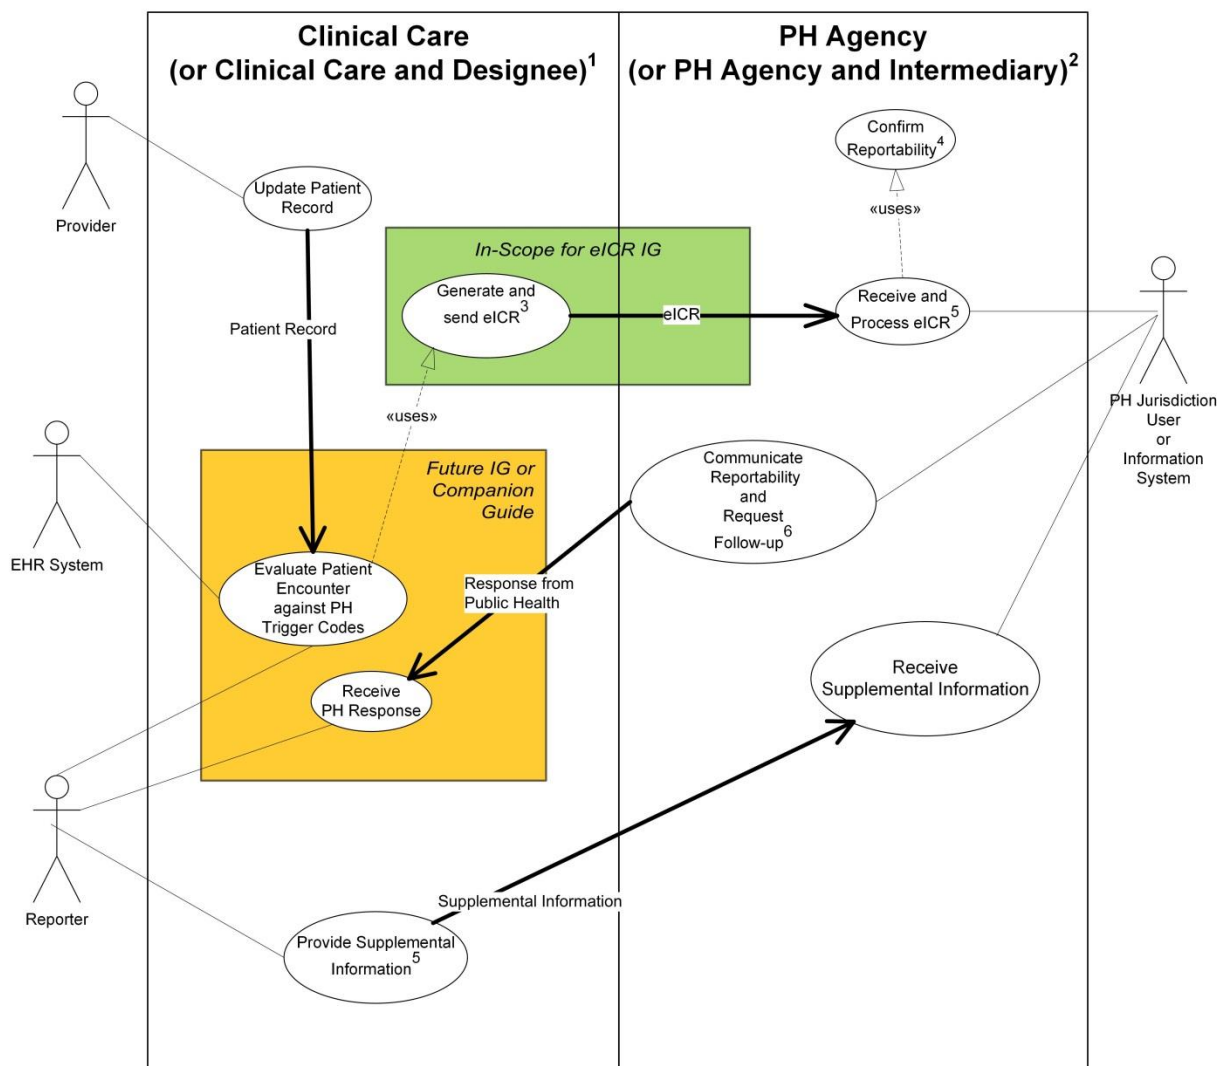 Clinical Care
(or Clinical Care and Designee)1
PH Agency
(or PH Agency and Intermediary)2
Provider
Update Patient
Record
Confirm
Reportability4
«uses»
In-Scope for eICR IG
Generate and
send eICR3
eICR
Receive and
Process eICR5
Patient Record
PH Jurisdiction
User
or
Information
System
«uses»
Future IG or
Companion
Guide
Communicate
Reportability
and
Request
Follow-up6
EHR System
Evaluate Patient
Encounter
against PH
Trigger Codes
Response from
Public Health
Receive
PH Response
Receive
Supplemental Information
Reporter
Supplemental Information
Provide Supplemental
Information5